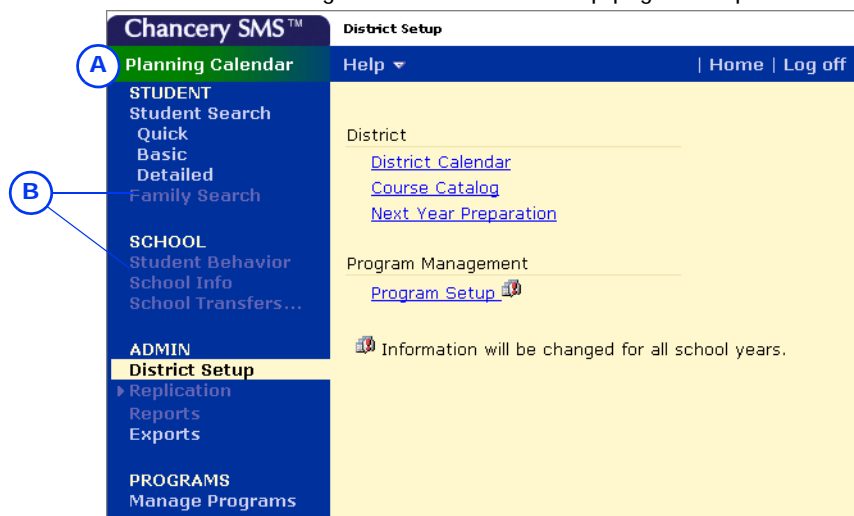 Chancery SMS™ District Setup
A Planning Calendar Help | Home | Log off
STUDENT
Student Search
Quick
Basic
Detailed
B Family Search
SCHOOL
Student Behavior
School Info
School Transfers...
ADMIN
District Setup
Replication
Reports
Exports
PROGRAMS
Manage Programs
District
District Calendar
Course Catalog
Next Year Preparation
Program Management
Program Setup
Information will be changed for all school years.